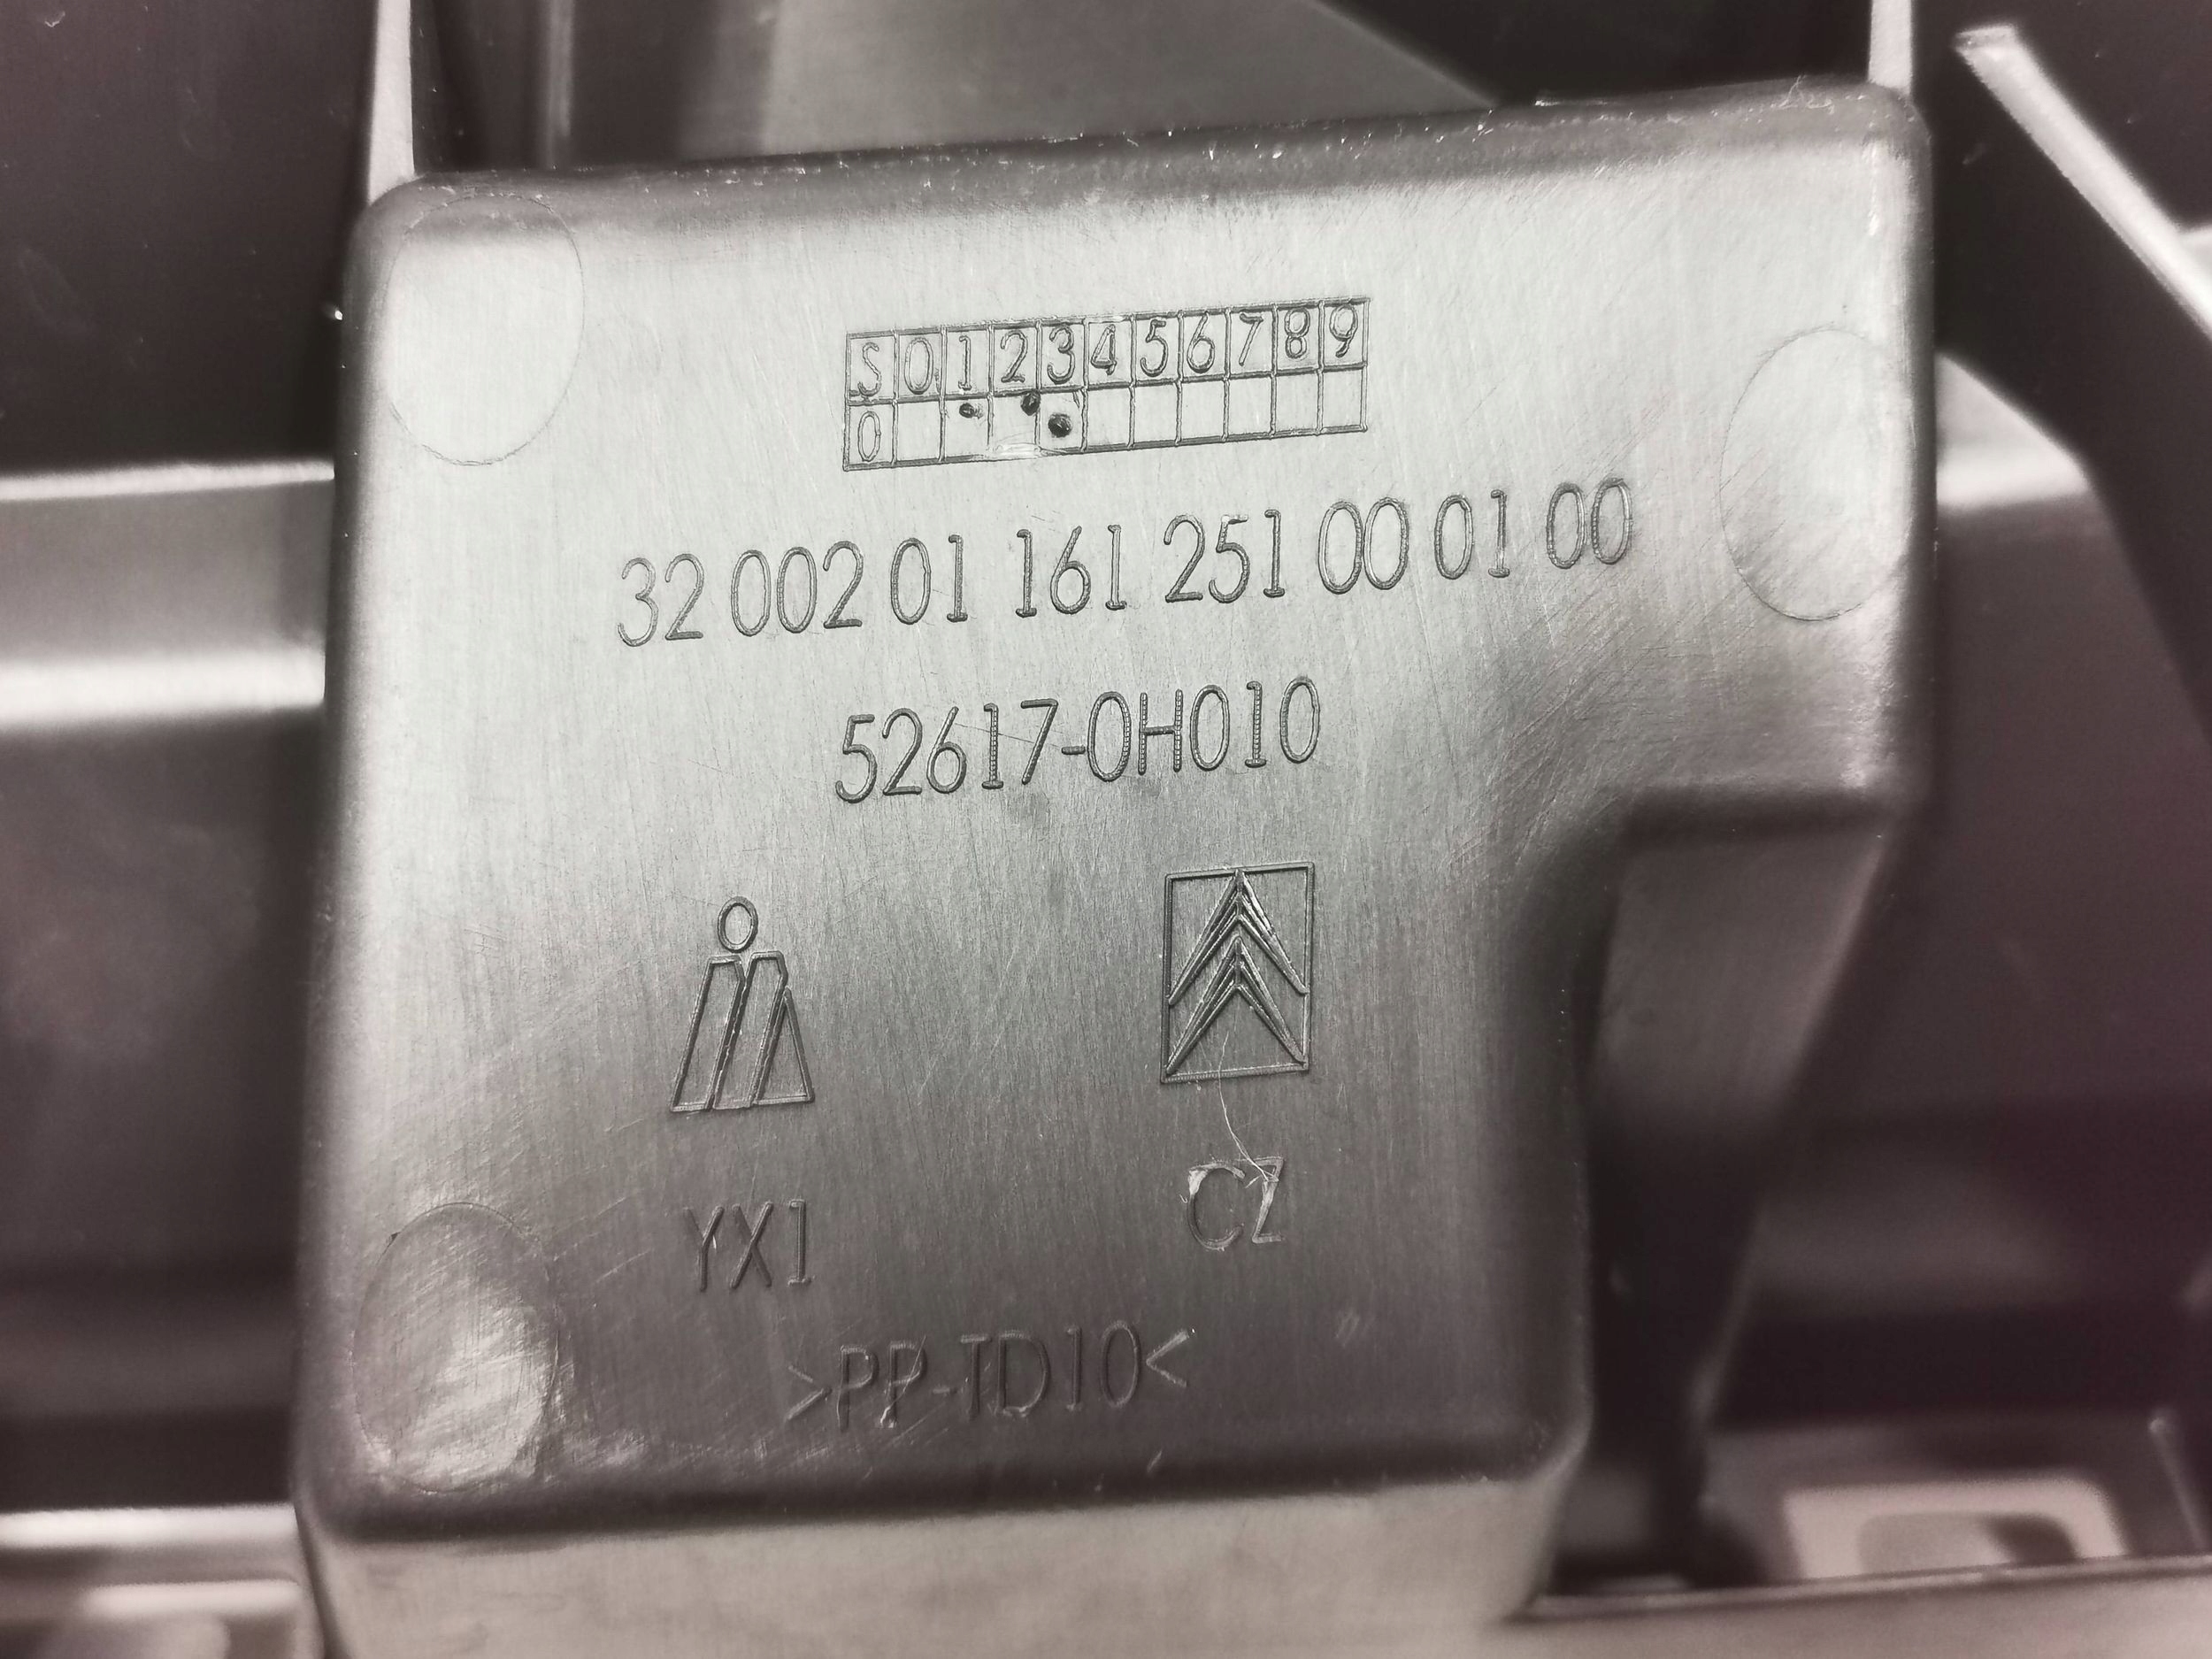 S 0 1 2 3 4 5 6 7 8 9
0
32 002 01 161 251 00 01 00
52617-0H010
YX1
CZ
>PP-TD10<